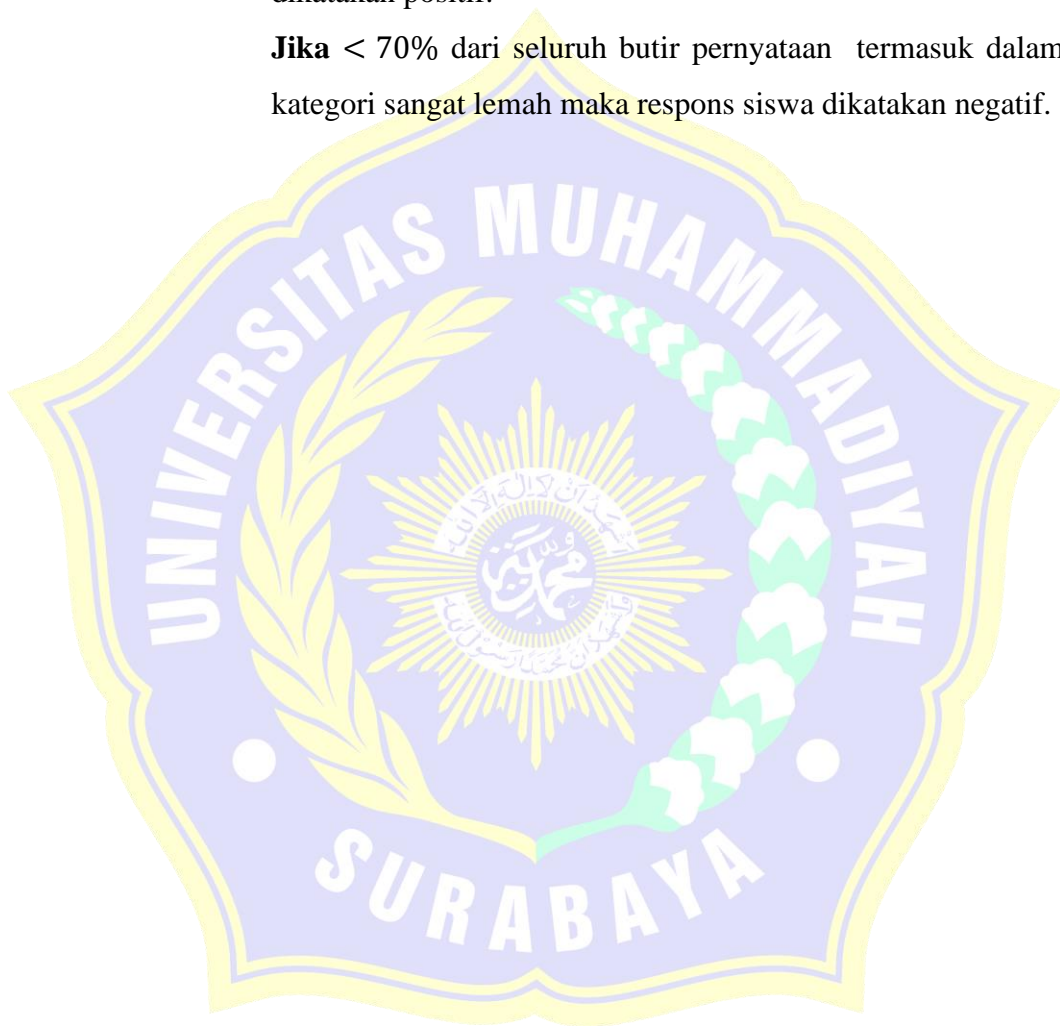 dikatakan positif.
Jika < 70% dari seluruh butir pernyataan termasuk dalam
kategori sangat lemah maka respons siswa dikatakan negatif.
UNIVERSITAS MUHAMMADIYAH
SURABAYA